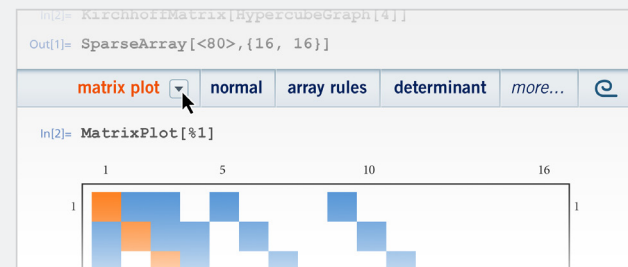 In[2]= KirchhoffMatrix[HypercubeGraph[4]]
Out[1]= SparseArray[<80>,{16, 16}]
matrix plot normal array rules determinant more...
In[2]= MatrixPlot[%1]
1 5 10 16
1 1